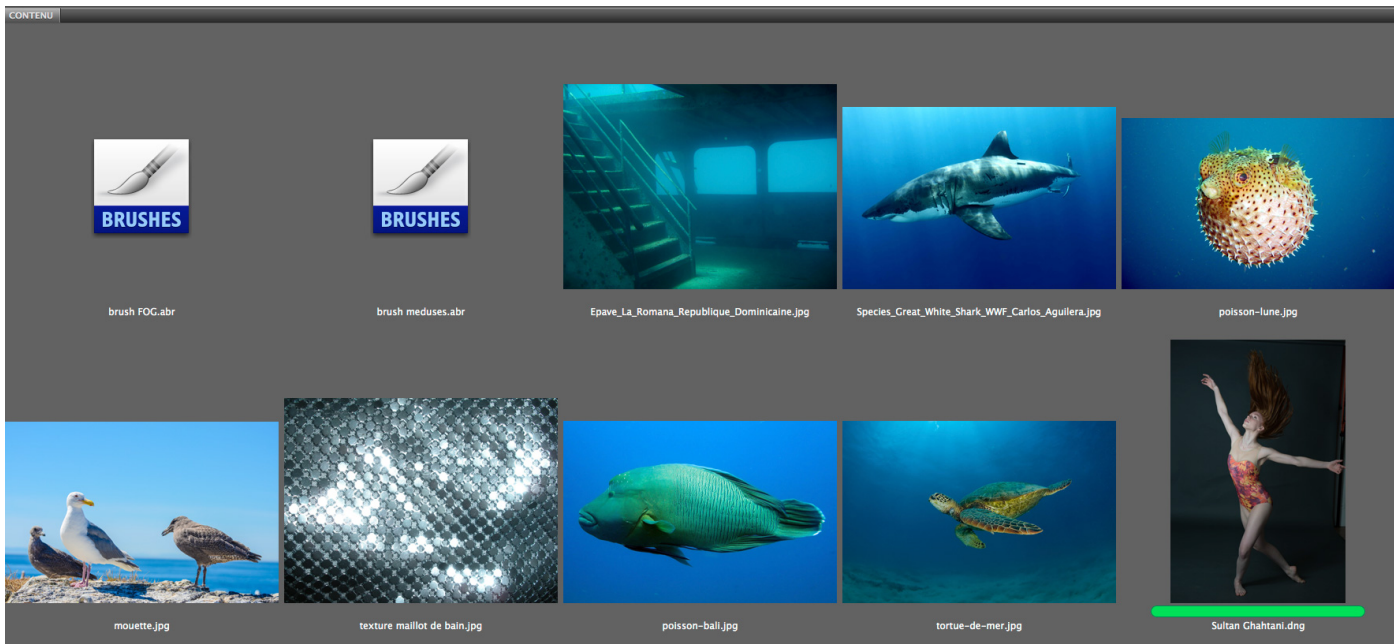 CONTENU
BRUSHES
BRUSHES
brush FOG.abr
brush meduses.abr
Epave_La_Romana_Republique_Dominicaine.jpg
Species_Great_White_Shark_WWF_Carlos_Aguilera.jpg
poisson-lune.jpg
mouette.jpg
texture maillot de bain.jpg
poisson-bali.jpg
tortue-de-mer.jpg
Sultan Ghahtani.dng